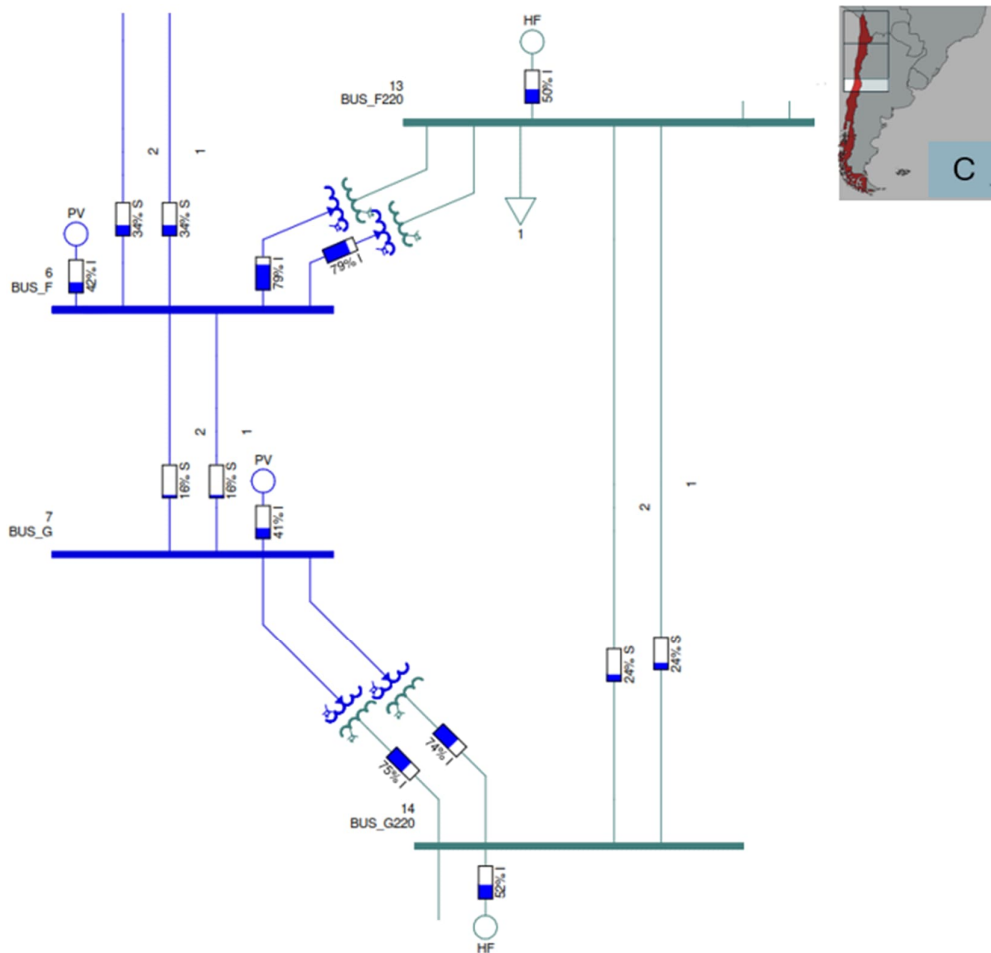 HF
50% I
13
BUS_F220
C
2
1
34% S
34% S
PV
42% I
6
BUS_F
79% I
79% I
1
2
1
16% S
16% S
PV
41% I
7
BUS_G
2
1
24% S
24% S
75% I
74% I
14
BUS_G220
52% I
HF